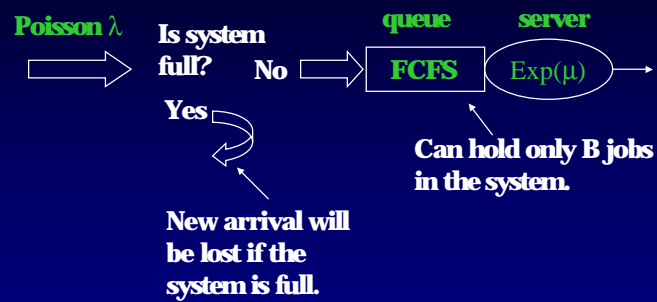 Poisson λ
Is system
full?
No
queue
FCFS
server
Exp(μ)
Yes
Can hold only B jobs
in the system.
New arrival will
be lost if the
system is full.